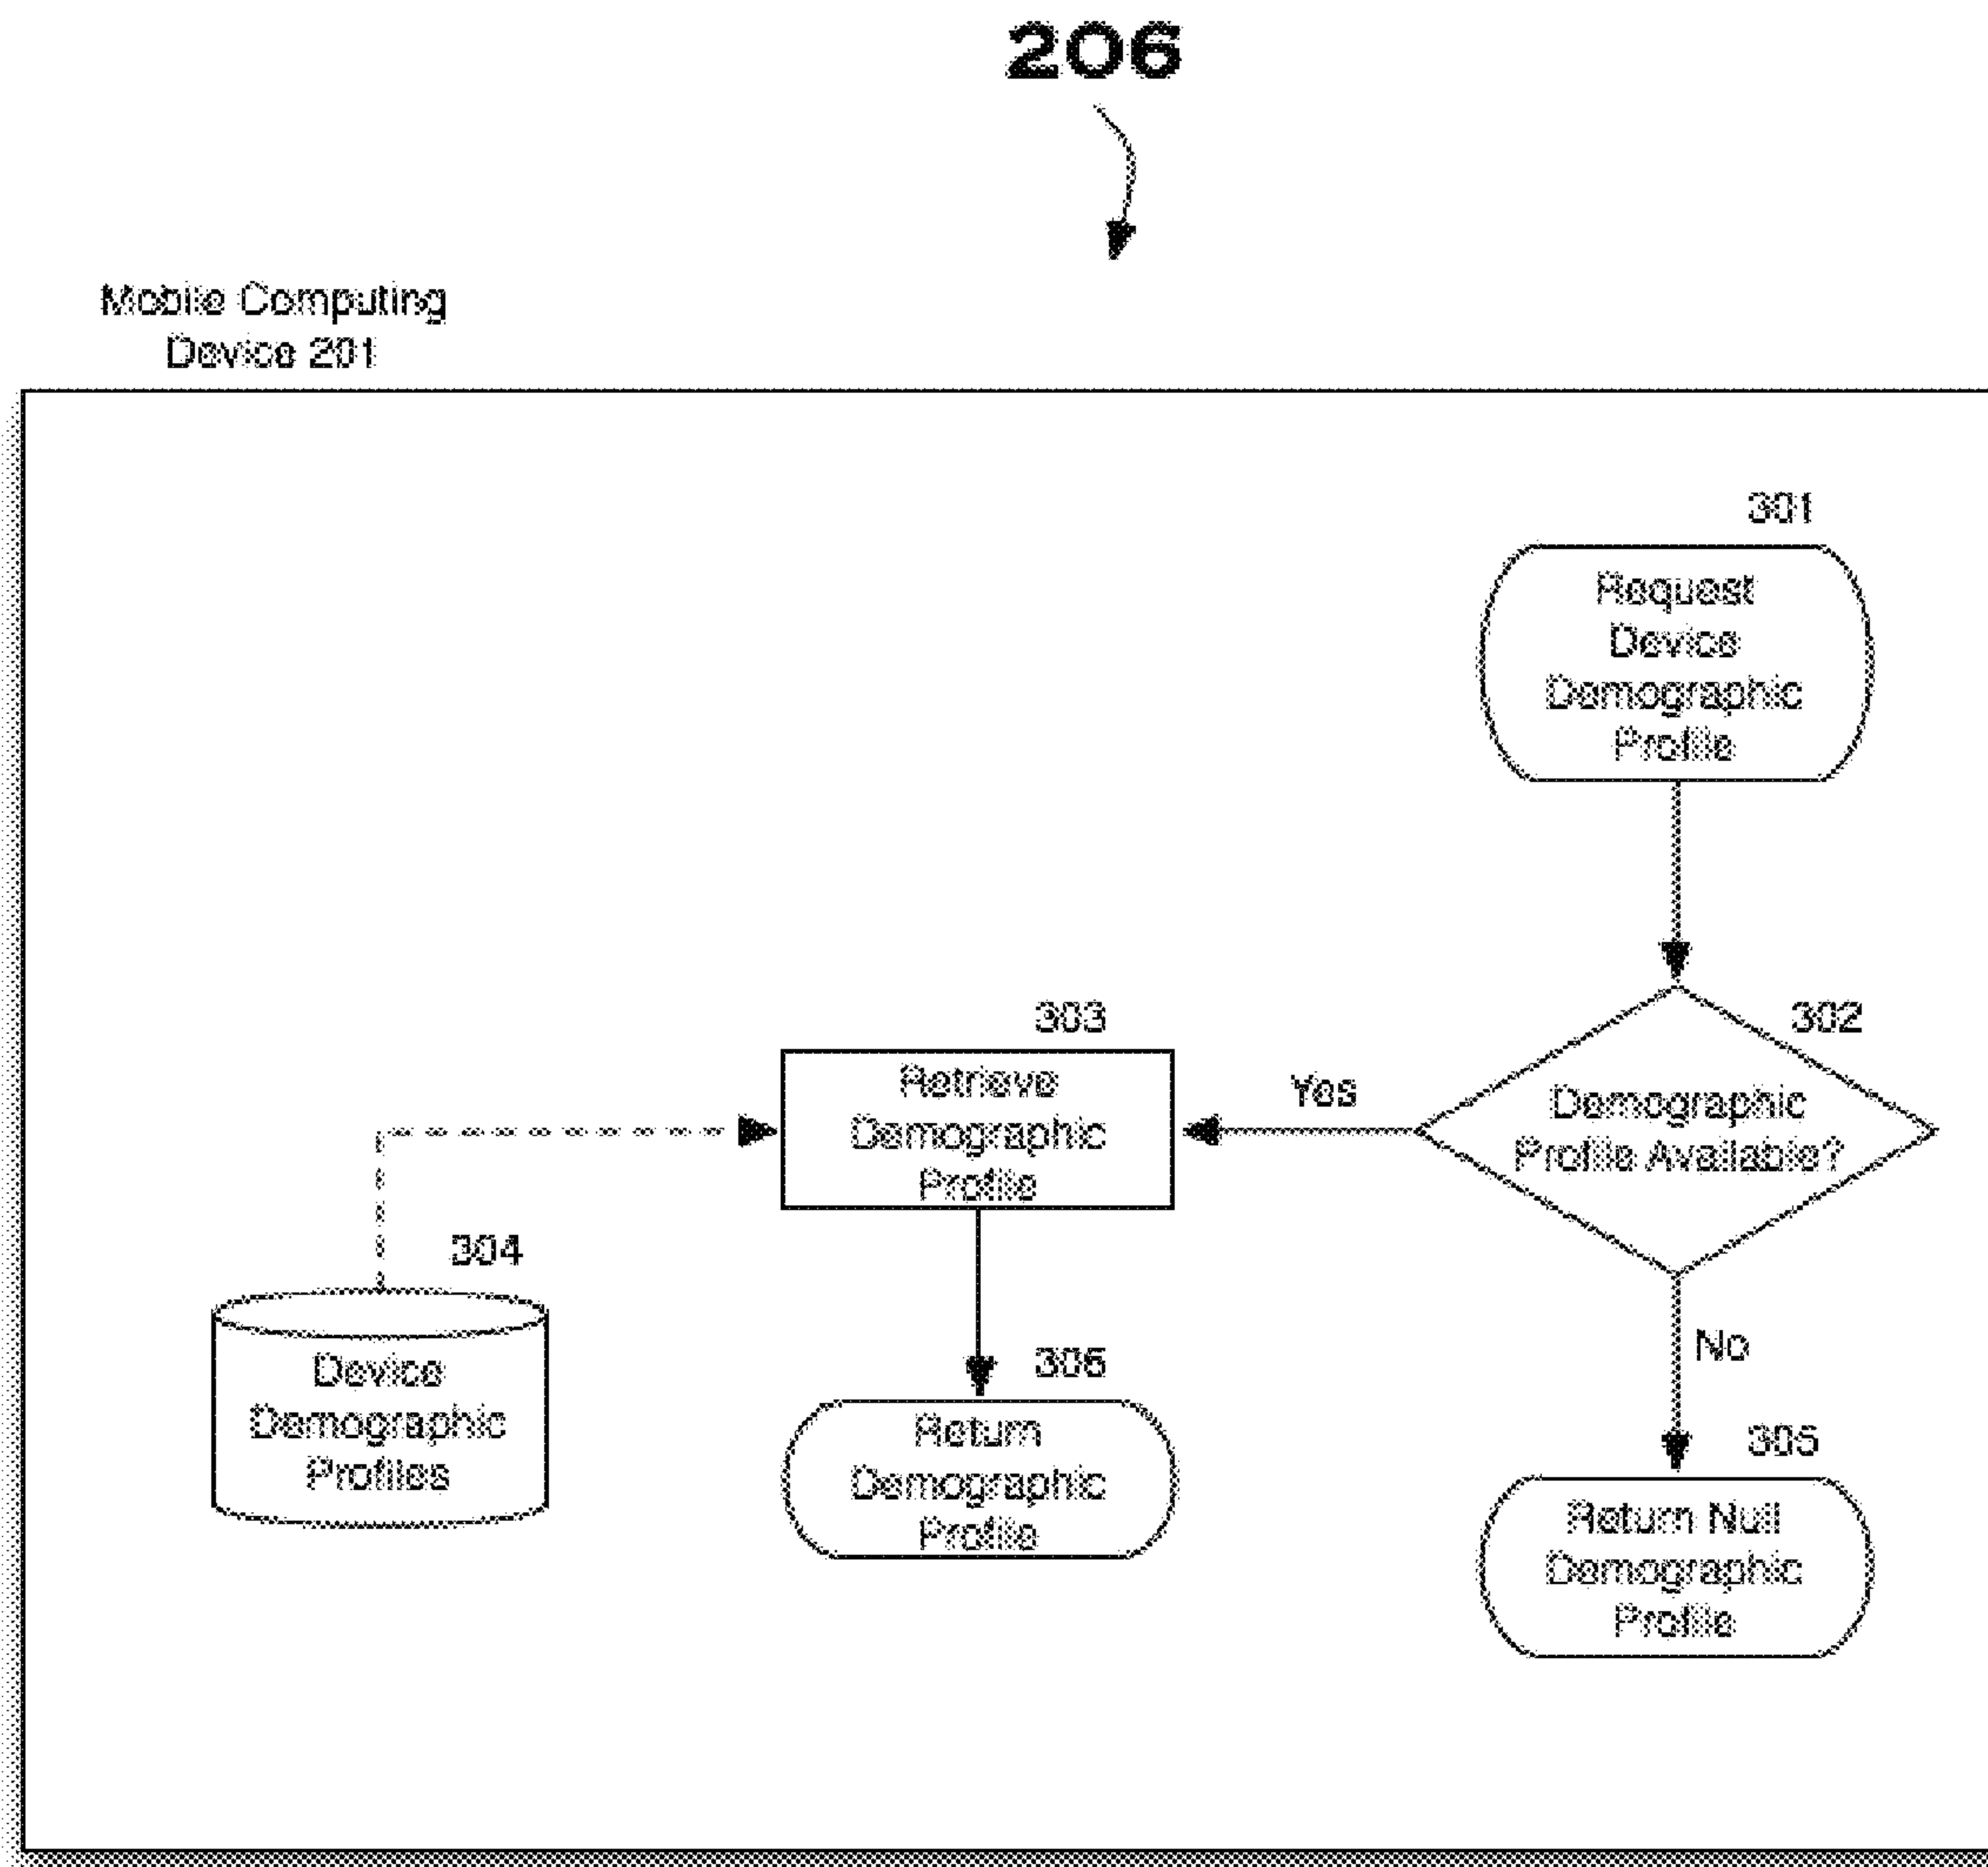 206
Mobile Computing
Device 201
301
Request
Device
Demographic
Profile
302
Demographic
Profile Available?
Yes
303
Retrieve
Demographic
Profile
304
Device
Demographic
Profiles
306
Return
Demographic
Profile
No
305
Return Null
Demographic
Profile